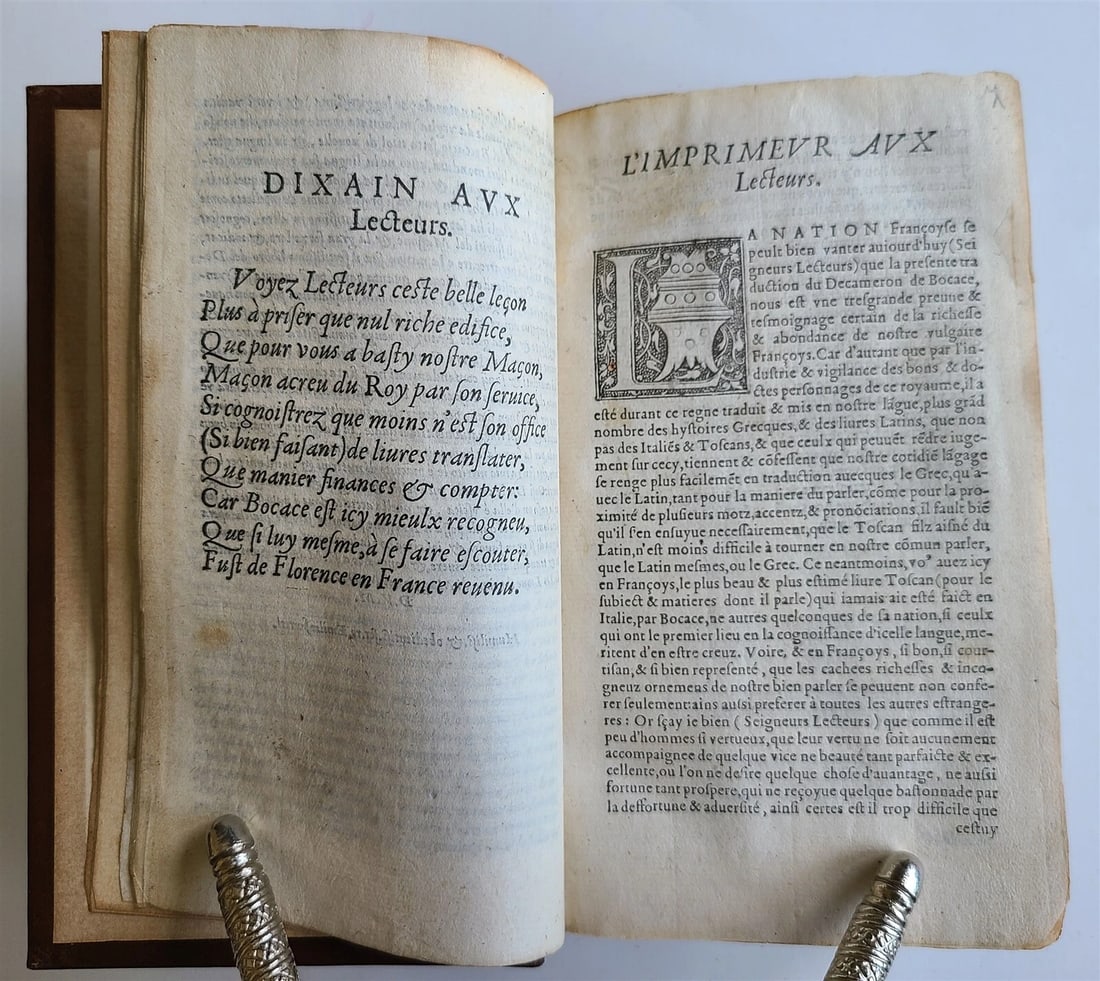 DIXAIN AVX
Lecteurs.
Voyez Lecteurs ceſte belle leçon
Plus à priſer que nul riche edifice,
Que pour vous a baſty noſtre Maçon,
Maçon acreu du Roy par ſon ſeruice,
Si cognoiſtrez que moins n'eſt ſon office
(Si bien faiſant) de liures tranſlater,
Que manier finances & compter:
Car Bocace eſt icy mieulx recogneu,
Que ſi luy meſme, à ſe faire eſcouter,
Fuſt de Florence en France reuenu.
L'IMPRIMEVR AVX
Lecteurs.
LA NATION Françoyſe ſe
peult bien vanter auiourd'huy (Sei
gneurs Lecteurs) que la preſente tra
duction du Decameron de Bocace,
nous eſt vne treſgrande preuue &
teſmoignage certain de la richeſſe
& abondance de noſtre vulgaire
Françoys. Car d'autant que par l'in-
duſtrie & vigilance des bons & do-
ctes perſonnages de ce royaume, il a
eſté durant ce regne traduit & mis en noſtre lãgue, plus grãd
nombre des hyſtoires Grecques, & des liures Latins, que non
pas des Italiẽs & Toſcans, & que ceulx qui peuuẽt rẽdre iuge-
ment ſur cecy, tiennent & cõfeſſent que noſtre cotidiẽ lãgage
ſe renge plus facilemẽt en traduction auecques le Grec, qu'a-
uec le Latin, tant pour la maniere du parler, cõme pour la pro-
ximité de pluſieurs motz, accentz, & pronõciations, il fault biẽ
qu'il ſ'en enſuyue neceſſairement, que le Toſcan filz aiſné du
Latin, n'eſt moins difficile à tourner en noſtre cõmun parler,
que le Latin meſmes, ou le Grec. Ce neantmoins, voꝰ auez icy
en Françoys, le plus beau & plus eſtimé liure Toſcan (pour le
ſubiect & matieres dont il parle) qui iamais ait eſté faict en
Italie, par Bocace, ne autres quelconques de ſa nation, ſi ceulx
qui ont le premier lieu en la cognoiſſance d'icelle langue, me-
ritent d'en eſtre creuz. Voire, & en Françoys, ſi bon, ſi cour-
tiſan, & ſi bien repreſenté, que les cachees richeſſes & inco-
gneuz ornemens de noſtre bien parler ſe peuuent non confe-
rer ſeulement: ains auſsi preferer à toutes les autres eſtrange-
res: Or ſçay ie bien (Seigneurs Lecteurs) que comme il eſt
peu d'hommes ſi vertueux, que leur vertu ne ſoit aucunement
accompaignee de quelque vice ne beauté tant parfaicte & ex-
cellente, ou l'on ne deſire quelque choſe d'auantage, ne auſsi
fortune tant proſpere, qui ne reçoyue quelque baſtonnade par
la deſſortune & aduerſité, ainſi certes eſt il trop difficile que
ceſtuy